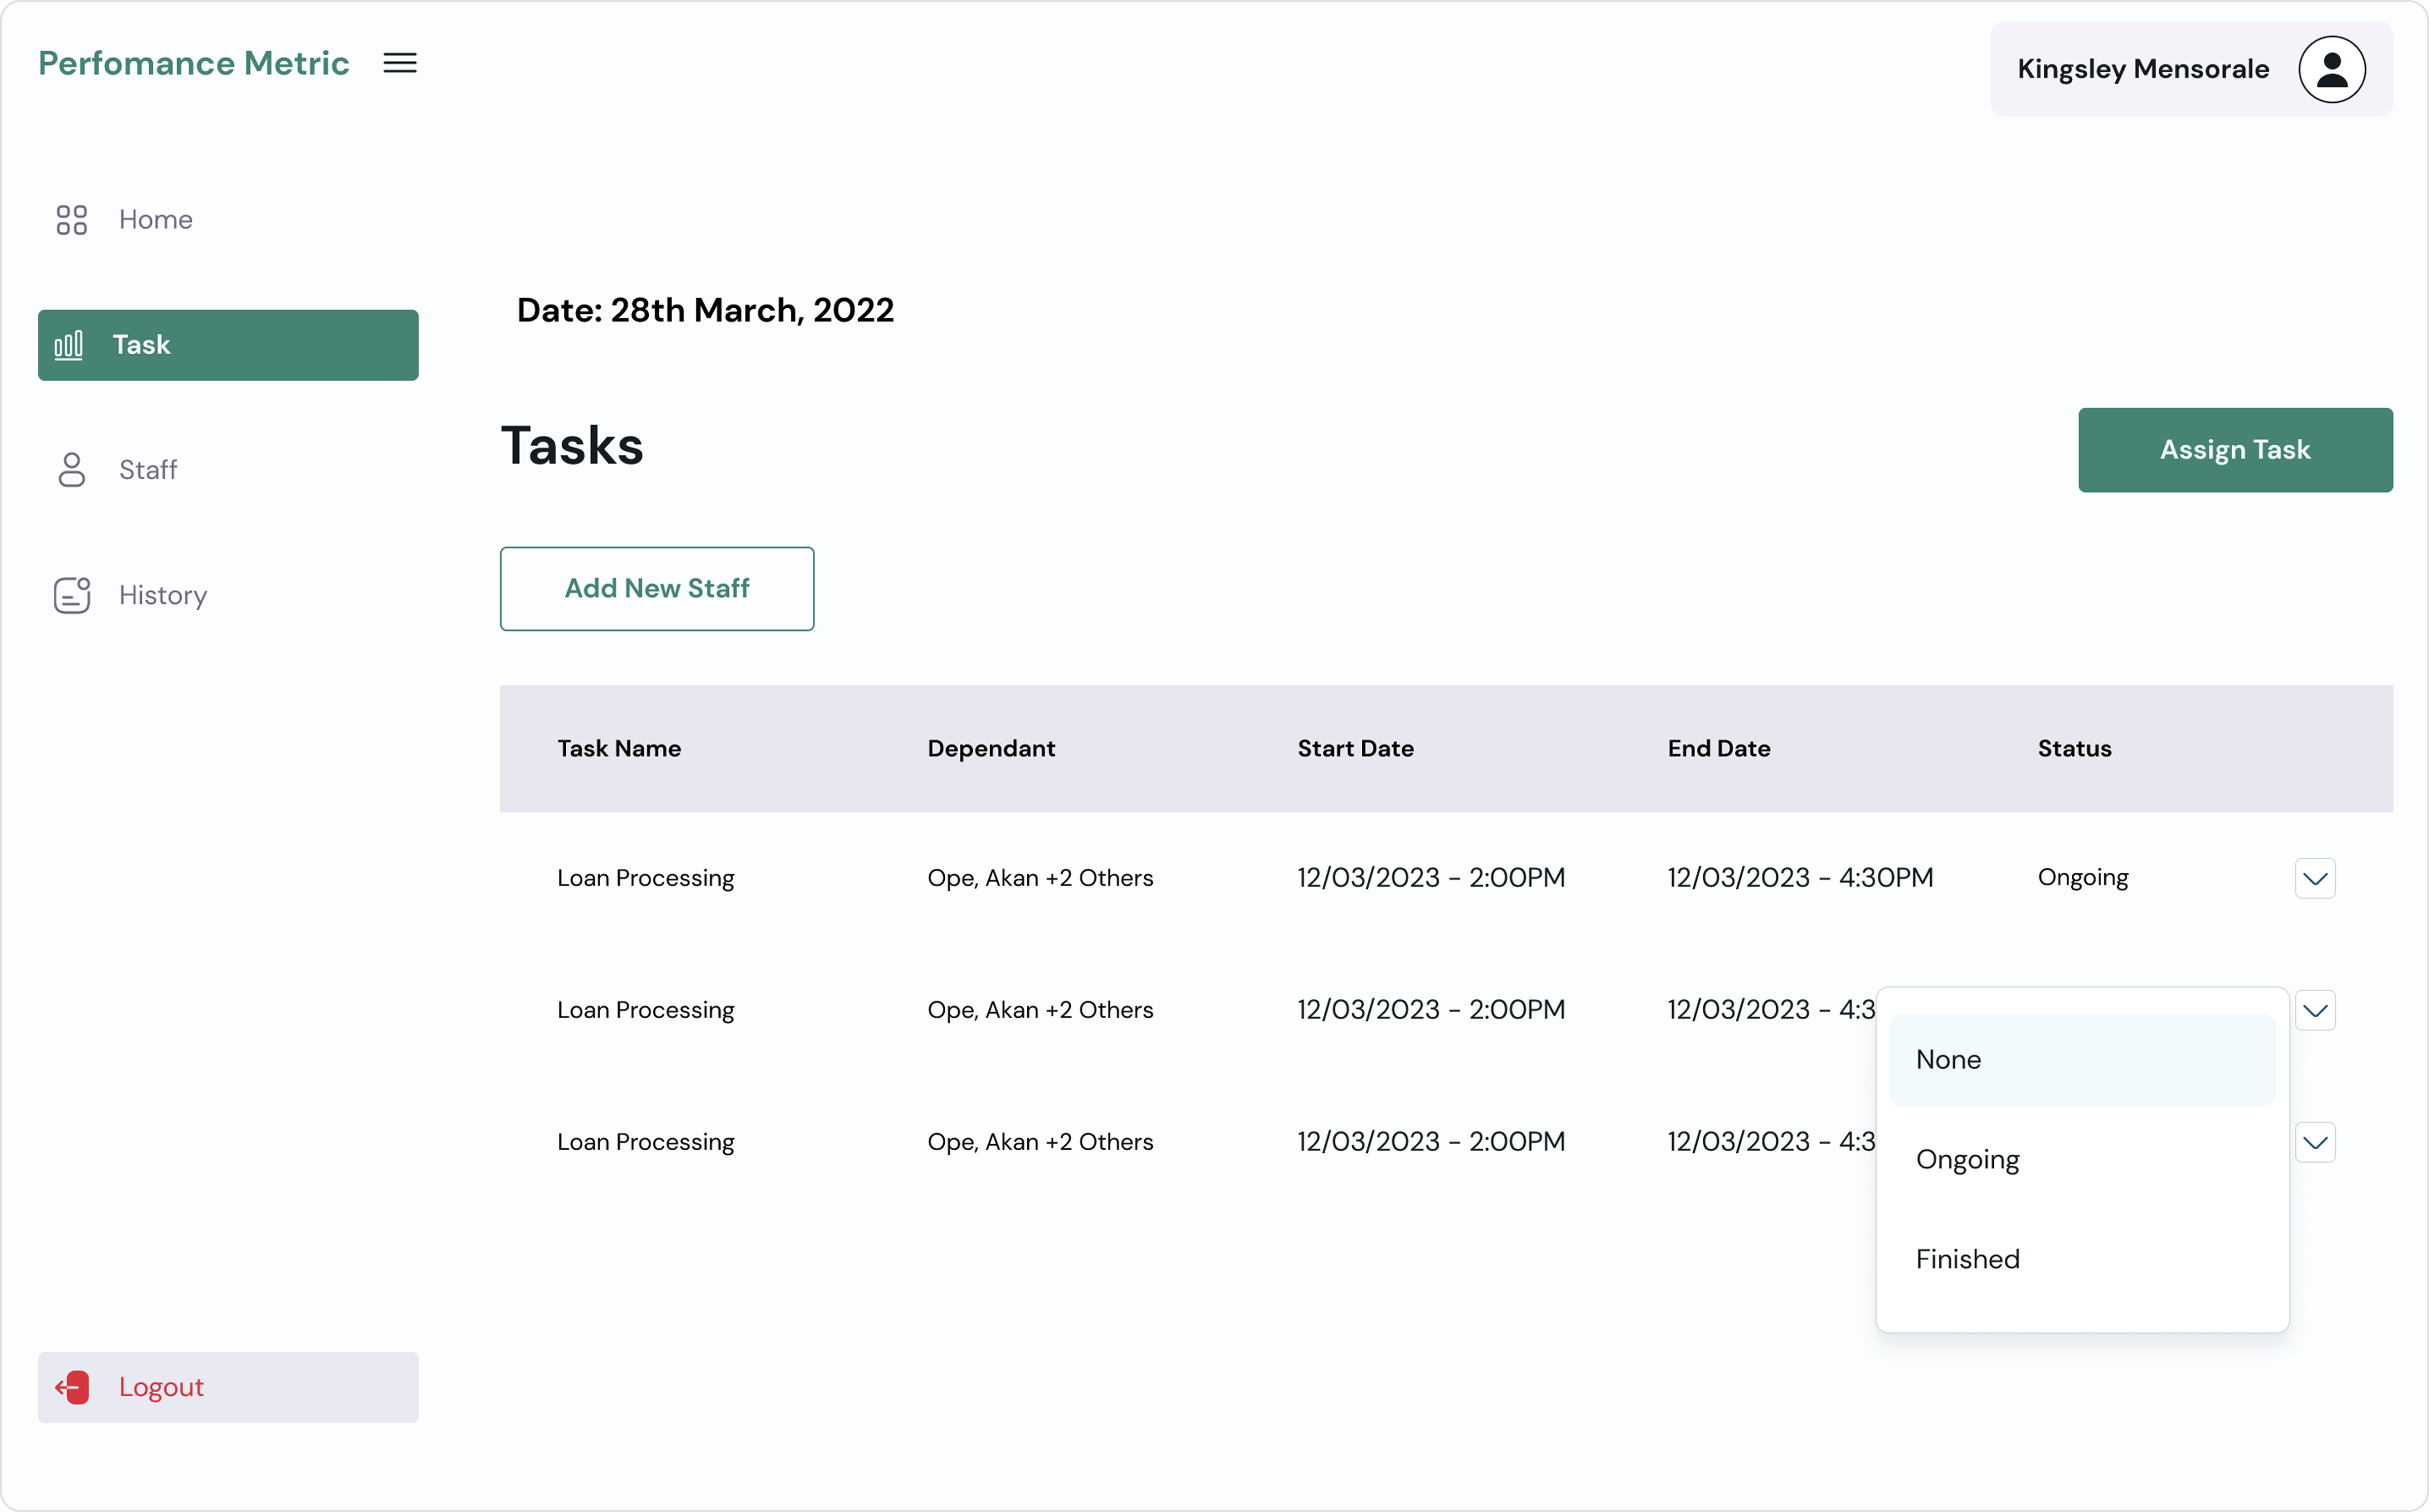 Perfomance Metric
Kingsley Mensorale
Home
Task
Staff
History
Logout
Date: 28th March, 2022
Tasks
Assign Task
Add New Staff
Task Name Dependant Start Date End Date Status
Loan Processing Ope, Akan +2 Others 12/03/2023 - 2:00PM 12/03/2023 - 4:30PM Ongoing
Loan Processing Ope, Akan +2 Others 12/03/2023 - 2:00PM 12/03/2023 - 4:3
Loan Processing Ope, Akan +2 Others 12/03/2023 - 2:00PM 12/03/2023 - 4:3
None
Ongoing
Finished